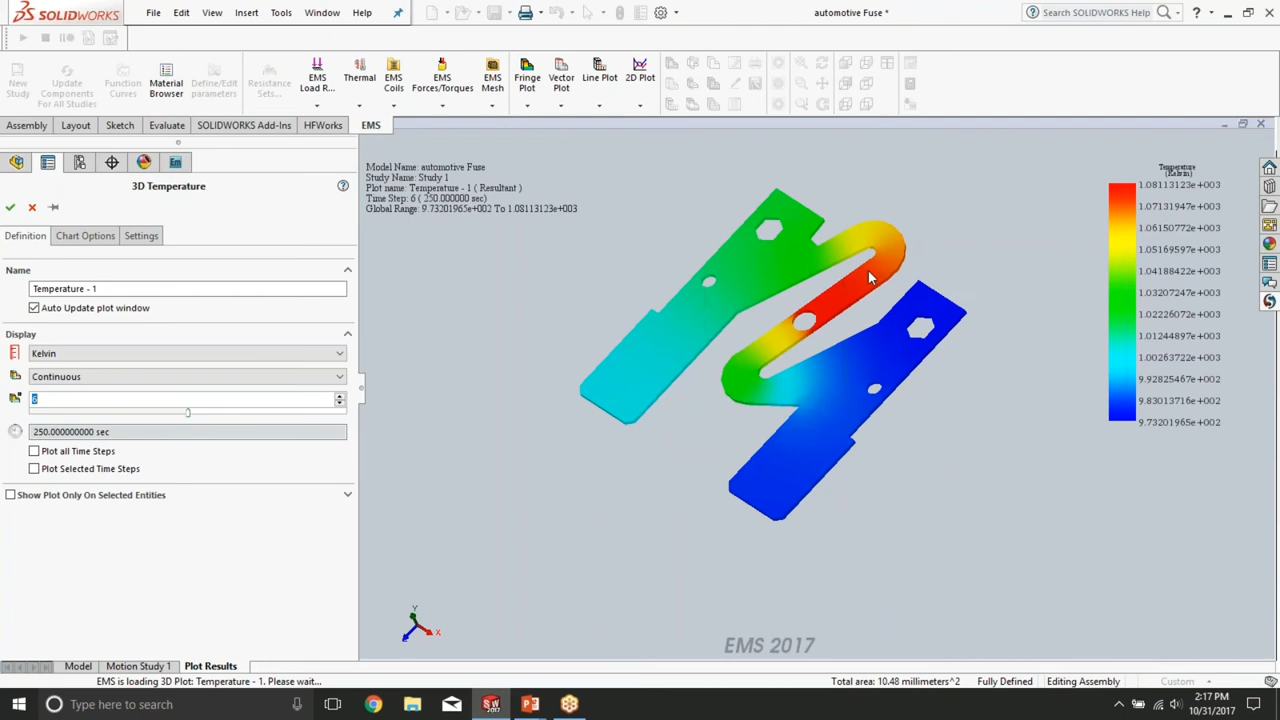 SOLIDWORKS
File Edit View Insert Tools Window Help
automotive Fuse *
Search SOLIDWORKS Help
New Study
Update Components For All Studies
Function Curves
Material Browser
Define/Edit parameters
Resistance Sets...
EMS Load R...
Thermal
EMS Coils
EMS Forces/Torques
EMS Mesh
Fringe Plot
Vector Plot
Line Plot
2D Plot
Assembly Layout Sketch Evaluate SOLIDWORKS Add-Ins HFWorks EMS
3D Temperature
Definition Chart Options Settings
Name
Temperature - 1
Auto Update plot window
Display
Kelvin
Continuous
6
250.000000000 sec
Plot all Time Steps
Plot Selected Time Steps
Show Plot Only On Selected Entities
Model Name: automotive Fuse
Study Name: Study 1
Plot name: Temperature - 1 ( Resultant )
Time Step: 6 ( 250.000000 sec)
Global Range: 9.73201965e+002 To 1.08113123e+003
Temperature
(Kelvin)
1.08113123e+003
1.07131947e+003
1.06150772e+003
1.05169597e+003
1.04188422e+003
1.03207247e+003
1.02226072e+003
1.01244897e+003
1.00263722e+003
9.92825467e+002
9.83013716e+002
9.73201965e+002
Y
X
EMS 2017
Model Motion Study 1 Plot Results
EMS is loading 3D Plot: Temperature - 1. Please wait...
Total area: 10.48 millimeters^2 Fully Defined Editing Assembly Custom
Type here to search
2:17 PM
10/31/2017